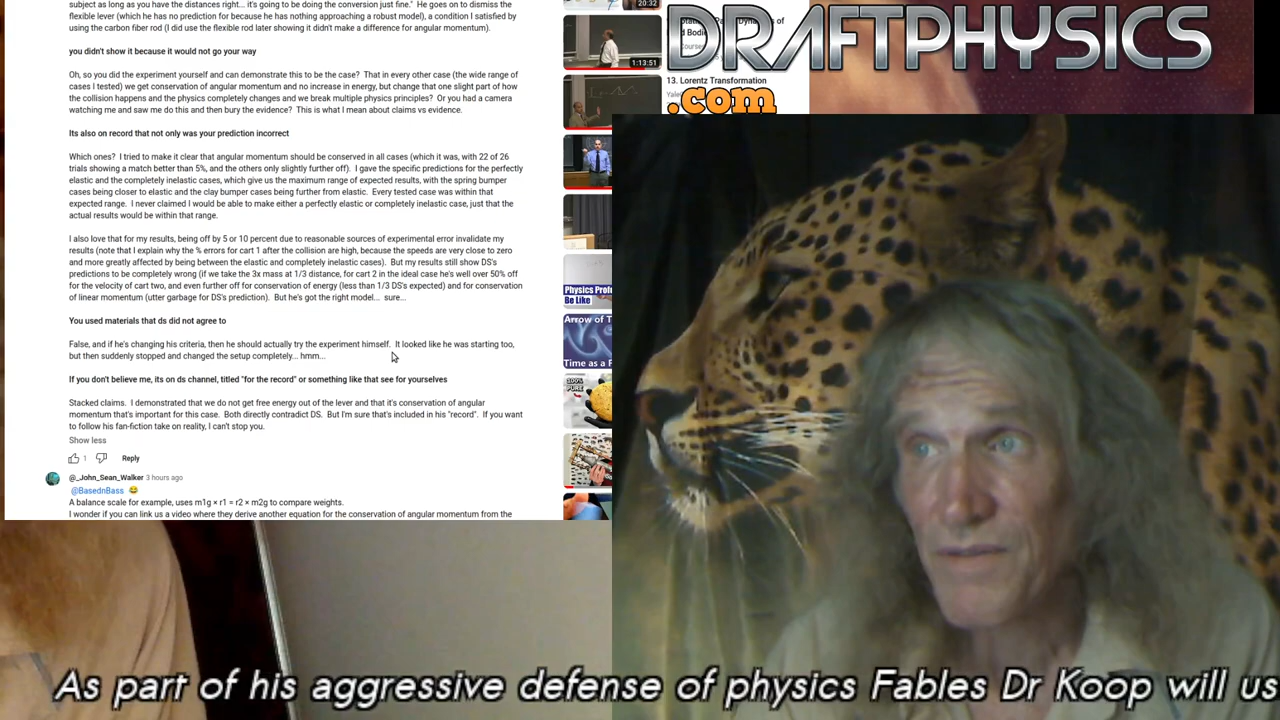 subject as long as you have the distances right... it's going to be doing the conversion just fine." He goes on to dismiss the
flexible lever (which he has no prediction for because he has nothing approaching a robust model), a condition I satisfied by
using the carbon fiber rod (I did use the flexible rod later showing it didn't make a difference for angular momentum).
you didn't show it because it would not go your way
Oh, so you did the experiment yourself and can demonstrate this to be the case? That in every other case (the wide range of
cases I tested) we get conservation of angular momentum and no increase in energy, but change that one slight part of how
the collision happens and the physics completely changes and we break multiple physics principles? Or you had a camera
watching me and saw me do this and then bury the evidence? This is what I mean about claims vs evidence.
Its also on record that not only was your prediction incorrect
Which ones? I tried to make it clear that angular momentum should be conserved in all cases (which it was, with 22 of 26
trials showing a match better than 5%, and the others only slightly further off). I gave the specific predictions for the perfectly
elastic and the completely inelastic cases, which give us the maximum range of expected results, with the spring bumper
cases being closer to elastic and the clay bumper cases being further from elastic. Every tested case was within that
expected range. I never claimed I would be able to make either a perfectly elastic or completely inelastic case, just that the
actual results would be within that range.
I also love that for my results, being off by 5 or 10 percent due to reasonable sources of experimental error invalidate my
results (note that I explain why the % errors for cart 1 after the collision are high, because the speeds are very close to zero
and more greatly affected by being between the elastic and completely inelastic cases). But my results still show DS's
predictions to be completely wrong (if we take the 3x mass at 1/3 distance, for cart 2 in the ideal case he's well over 50% off
for the velocity of cart two, and even further off for conservation of energy (less than 1/3 DS's expected) and for conservation
of linear momentum (utter garbage for DS's prediction). But he's got the right model... sure...
You used materials that ds did not agree to
False, and if he's changing his criteria, then he should actually try the experiment himself. It looked like he was starting too,
but then suddenly stopped and changed the setup completely... hmm...
If you don't believe me, its on ds channel, titled "for the record" or something like that see for yourselves
Stacked claims. I demonstrated that we do not get free energy out of the lever and that it's conservation of angular
momentum that's important for this case. Both directly contradict DS. But I'm sure that's included in his "record". If you want
to follow his fan-fiction take on reality, I can't stop you.
Show less
1 Reply
@_John_Sean_Walker 3 hours ago
@BasednBass
A balance scale for example, uses m1g × r1 = r2 × m2g to compare weights.
I wonder if you can link us a video where they derive another equation for the conservation of angular momentum from the
20:32
1:13:51
13. Lorentz Transformation
Physics Prof
Be Like
Arrow of T
Time as a F
100%
PURE
DRAFTPHYSICS
.com
As part of his aggressive defense of physics Fables Dr Koop will us